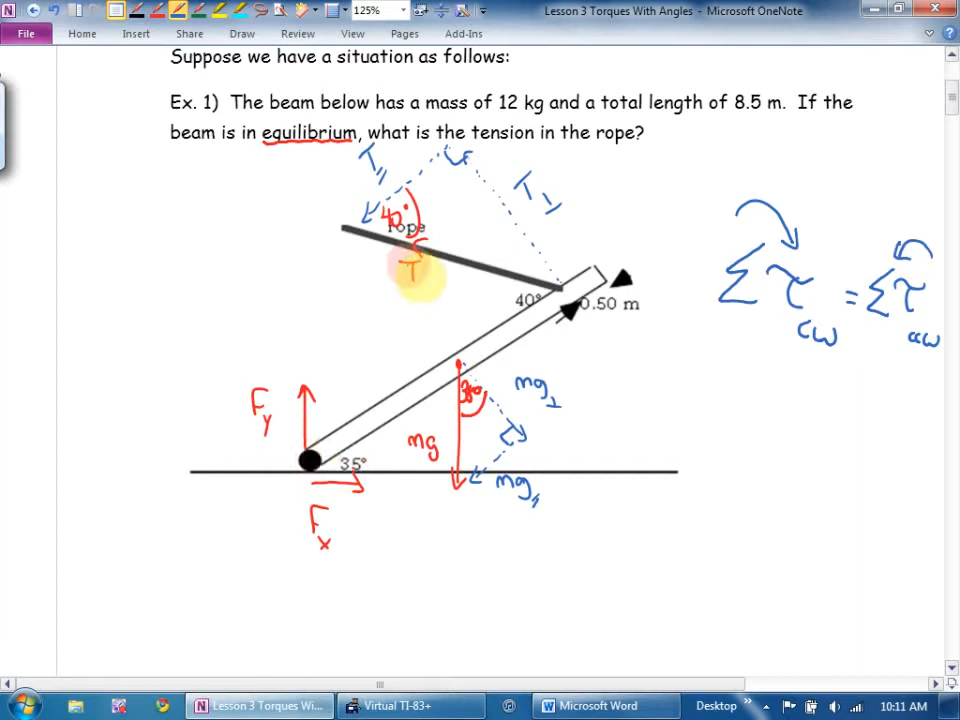 125%
Lesson 3 Torques With Angles - Microsoft OneNote
File Home Insert Share Draw Review View Pages Add-Ins
Suppose we have a situation as follows:
Ex. 1) The beam below has a mass of 12 kg and a total length of 8.5 m. If the
beam is in equilibrium, what is the tension in the rope?
T∥
T⊥
40°
rope
T
Στcw = Στccw
40°
0.50 m
35°
mg⊥
Fy
mg
35°
mg∥
Fx
Lesson 3 Torques Wi...
Virtual TI-83+
Microsoft Word
Desktop
10:11 AM